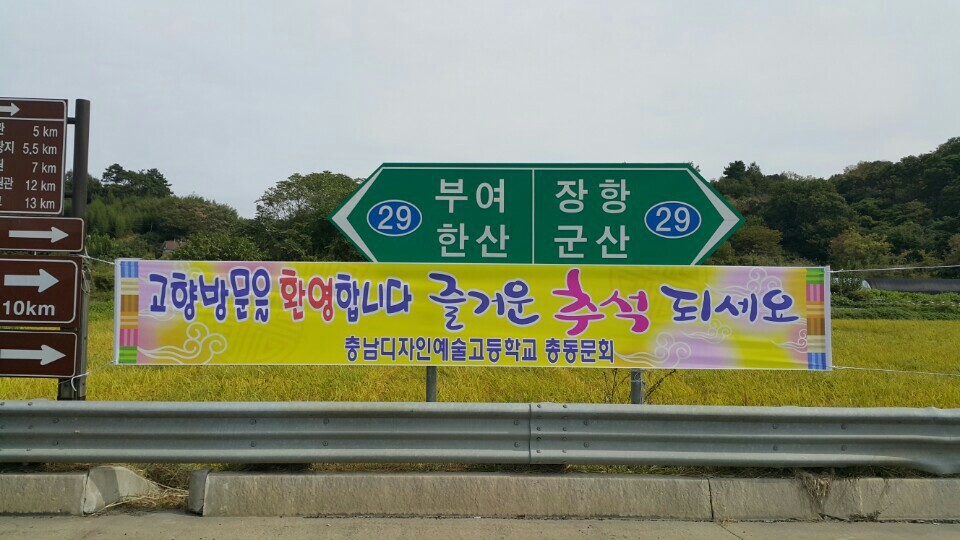 5 km
5.5 km
7 km
12 km
13 km
10km
29 부여 장항 29
한산 군산
고향방문을 환영합니다 즐거운 추석 되세요
충남디자인예술고등학교 총동문회